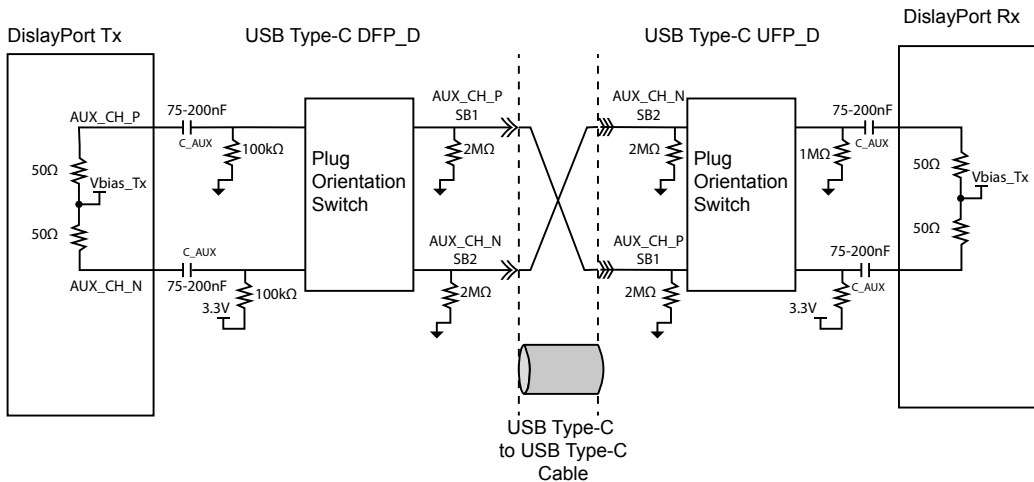 DislayPort Tx
USB Type-C DFP_D
USB Type-C UFP_D
DislayPort Rx
AUX_CH_P
75-200nF
C_AUX
100kΩ
50Ω
Vbias_Tx
50Ω
C_AUX
AUX_CH_N
75-200nF
100kΩ
3.3V
Plug
Orientation
Switch
AUX_CH_P
SB1
2MΩ
AUX_CH_N
SB2
2MΩ
AUX_CH_N
SB2
2MΩ
AUX_CH_P
SB1
2MΩ
Plug
Orientation
Switch
75-200nF
C_AUX
1MΩ
50Ω
Vbias_Tx
50Ω
75-200nF
C_AUX
3.3V
USB Type-C
to USB Type-C
Cable